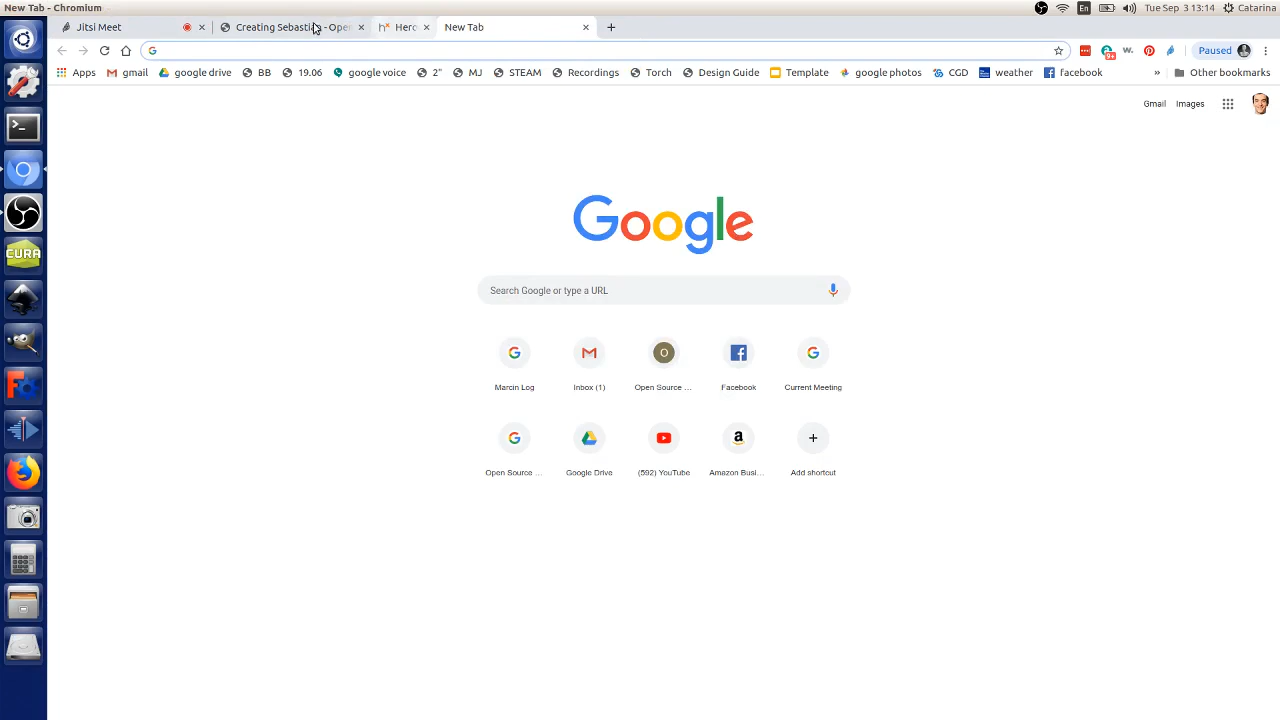 New Tab - Chromium
En
Tue Sep 3 13:14
Catarina
Jitsi Meet
Creating Sebastia - Ope
Hero
New Tab
Paused
Apps
gmail
google drive
BB
19.06
google voice
2"
MJ
STEAM
Recordings
Torch
Design Guide
Template
google photos
CGD
weather
facebook
»
Other bookmarks
Gmail
Images
Google
Search Google or type a URL
Marcin Log
Inbox (1)
O
Open Source ...
Facebook
Current Meeting
Open Source ...
Google Drive
(592) YouTube
a
Amazon Busi...
Add shortcut
CURA
9+
w.